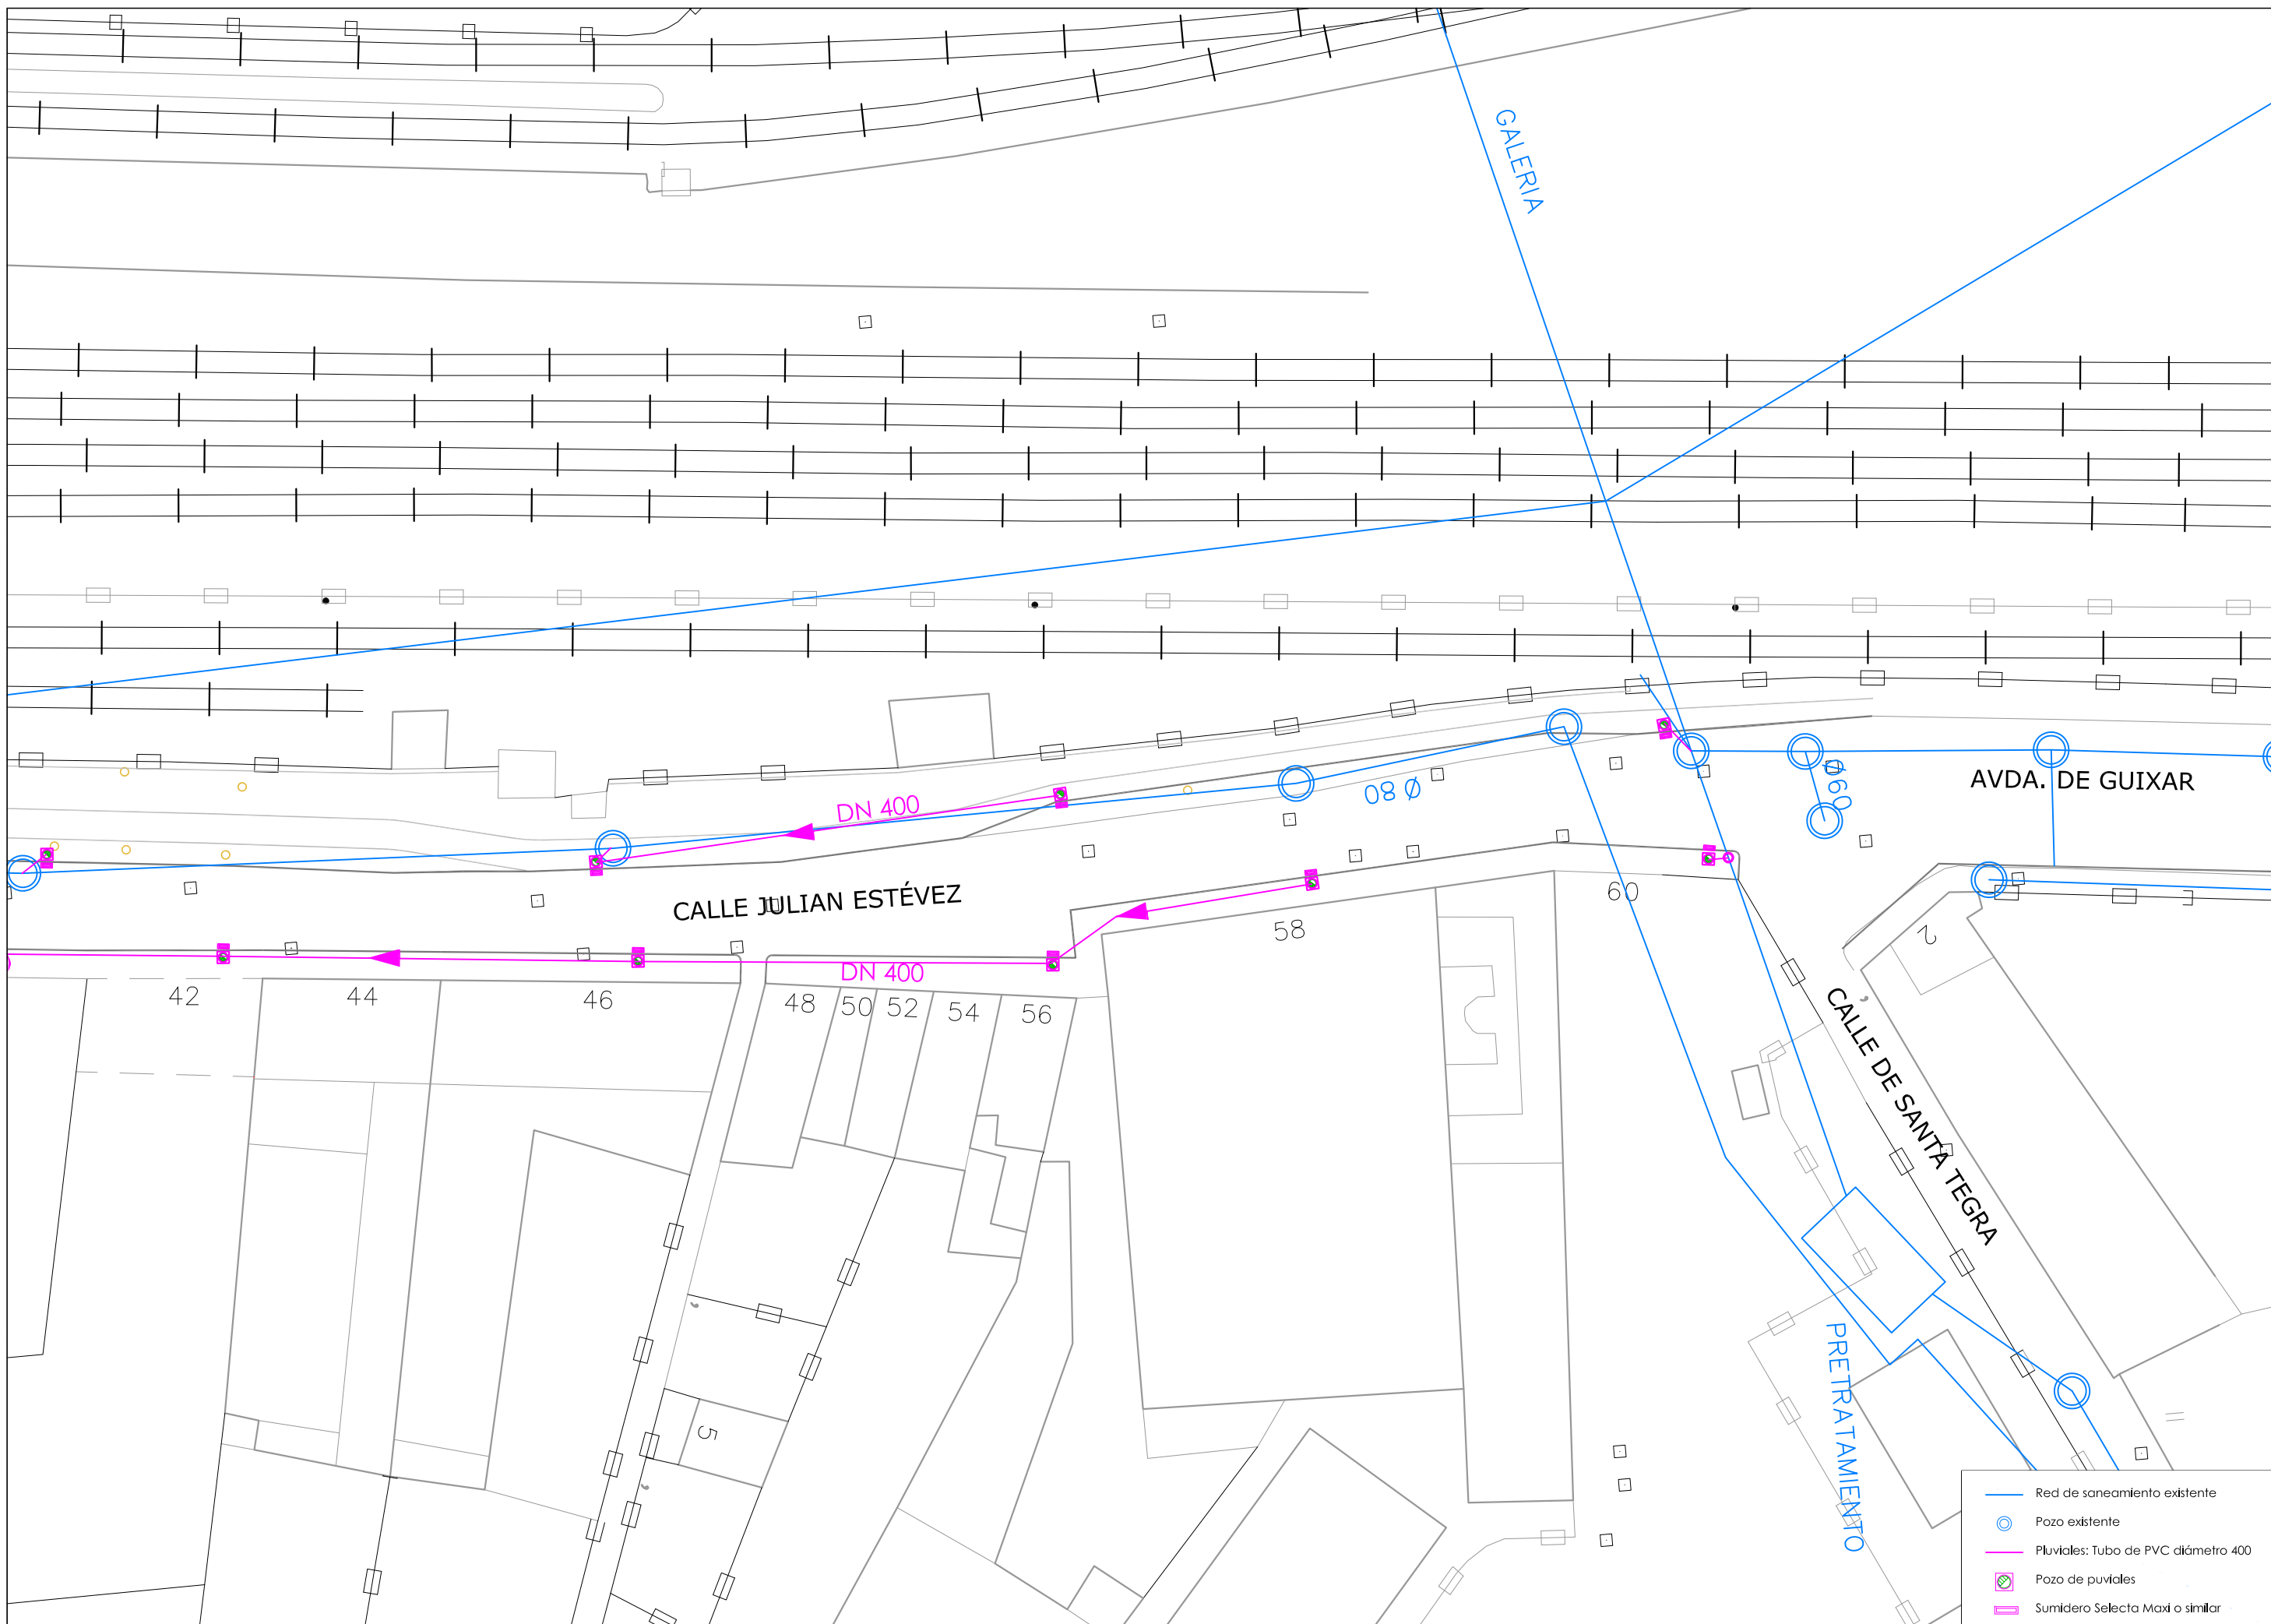 GALERIA
DN 400
Ø 80
Ø60
AVDA. DE GUIXAR
CALLE JULIAN ESTÉVEZ
60
58
2
DN 400
42
44
46
48
50
52
54
56
CALLE DE SANTA TEGRA
5
PRETRATAMIENTO
Red de saneamiento existente
Pozo existente
Pluviales: Tubo de PVC diámetro 400
Pozo de puviales
Sumidero Selecta Maxi o similar